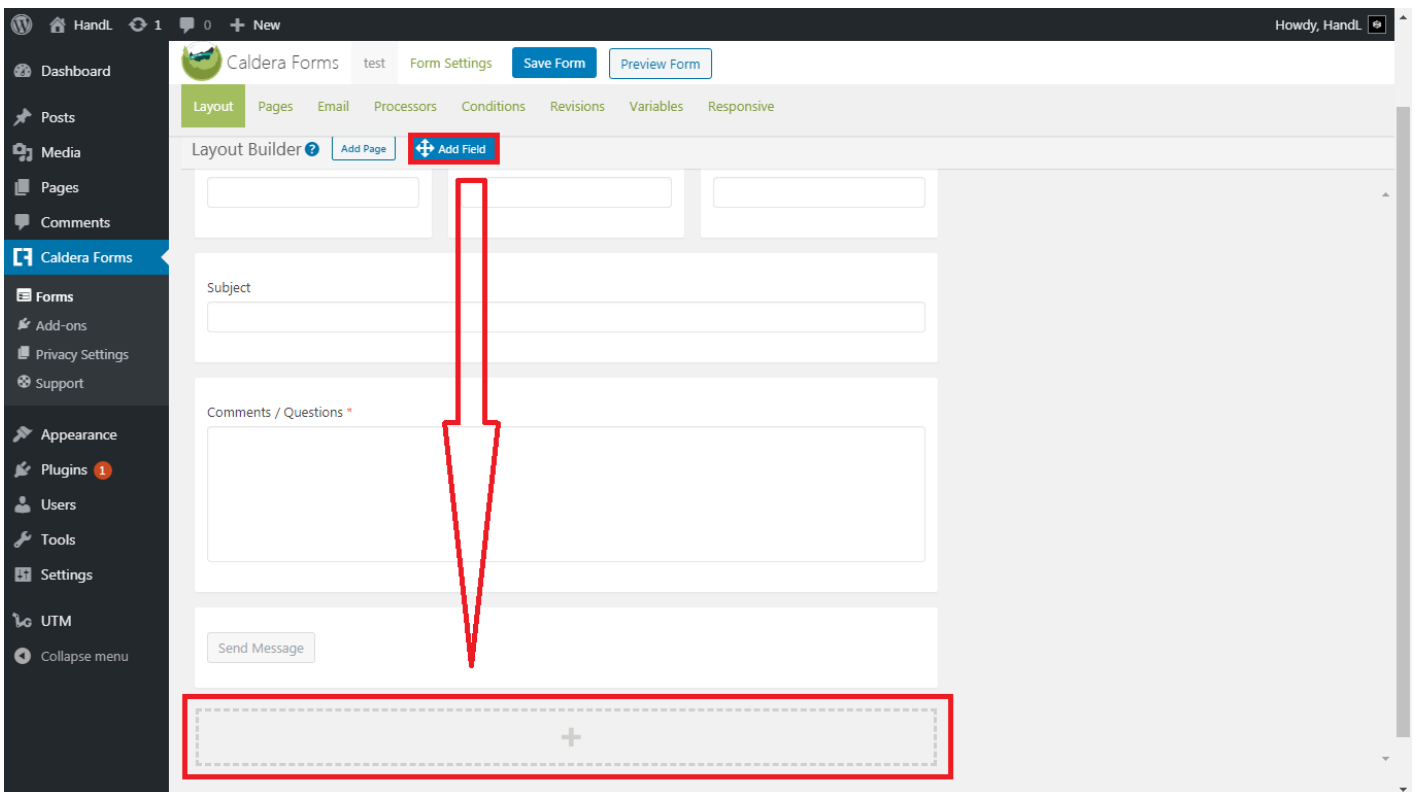 HandL 1 0 New Howdy, HandL
Dashboard
Posts
Media
Pages
Comments
Caldera Forms
Forms
Add-ons
Privacy Settings
Support
Appearance
Plugins 1
Users
Tools
Settings
UTM
Collapse menu
Caldera Forms test Form Settings Save Form Preview Form
Layout Pages Email Processors Conditions Revisions Variables Responsive
Layout Builder ? Add Page Add Field
Subject
Comments / Questions *
Send Message